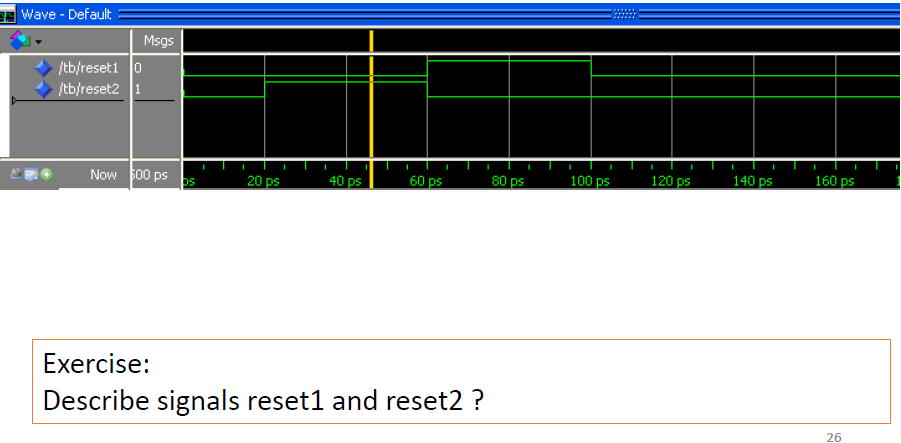 Wave - Default
Msgs
/tb/reset1 0
/tb/reset2 1
Now 500 ps
ps 20 ps 40 ps 60 ps 80 ps 100 ps 120 ps 140 ps 160 ps 1
Exercise:
Describe signals reset1 and reset2 ?
26